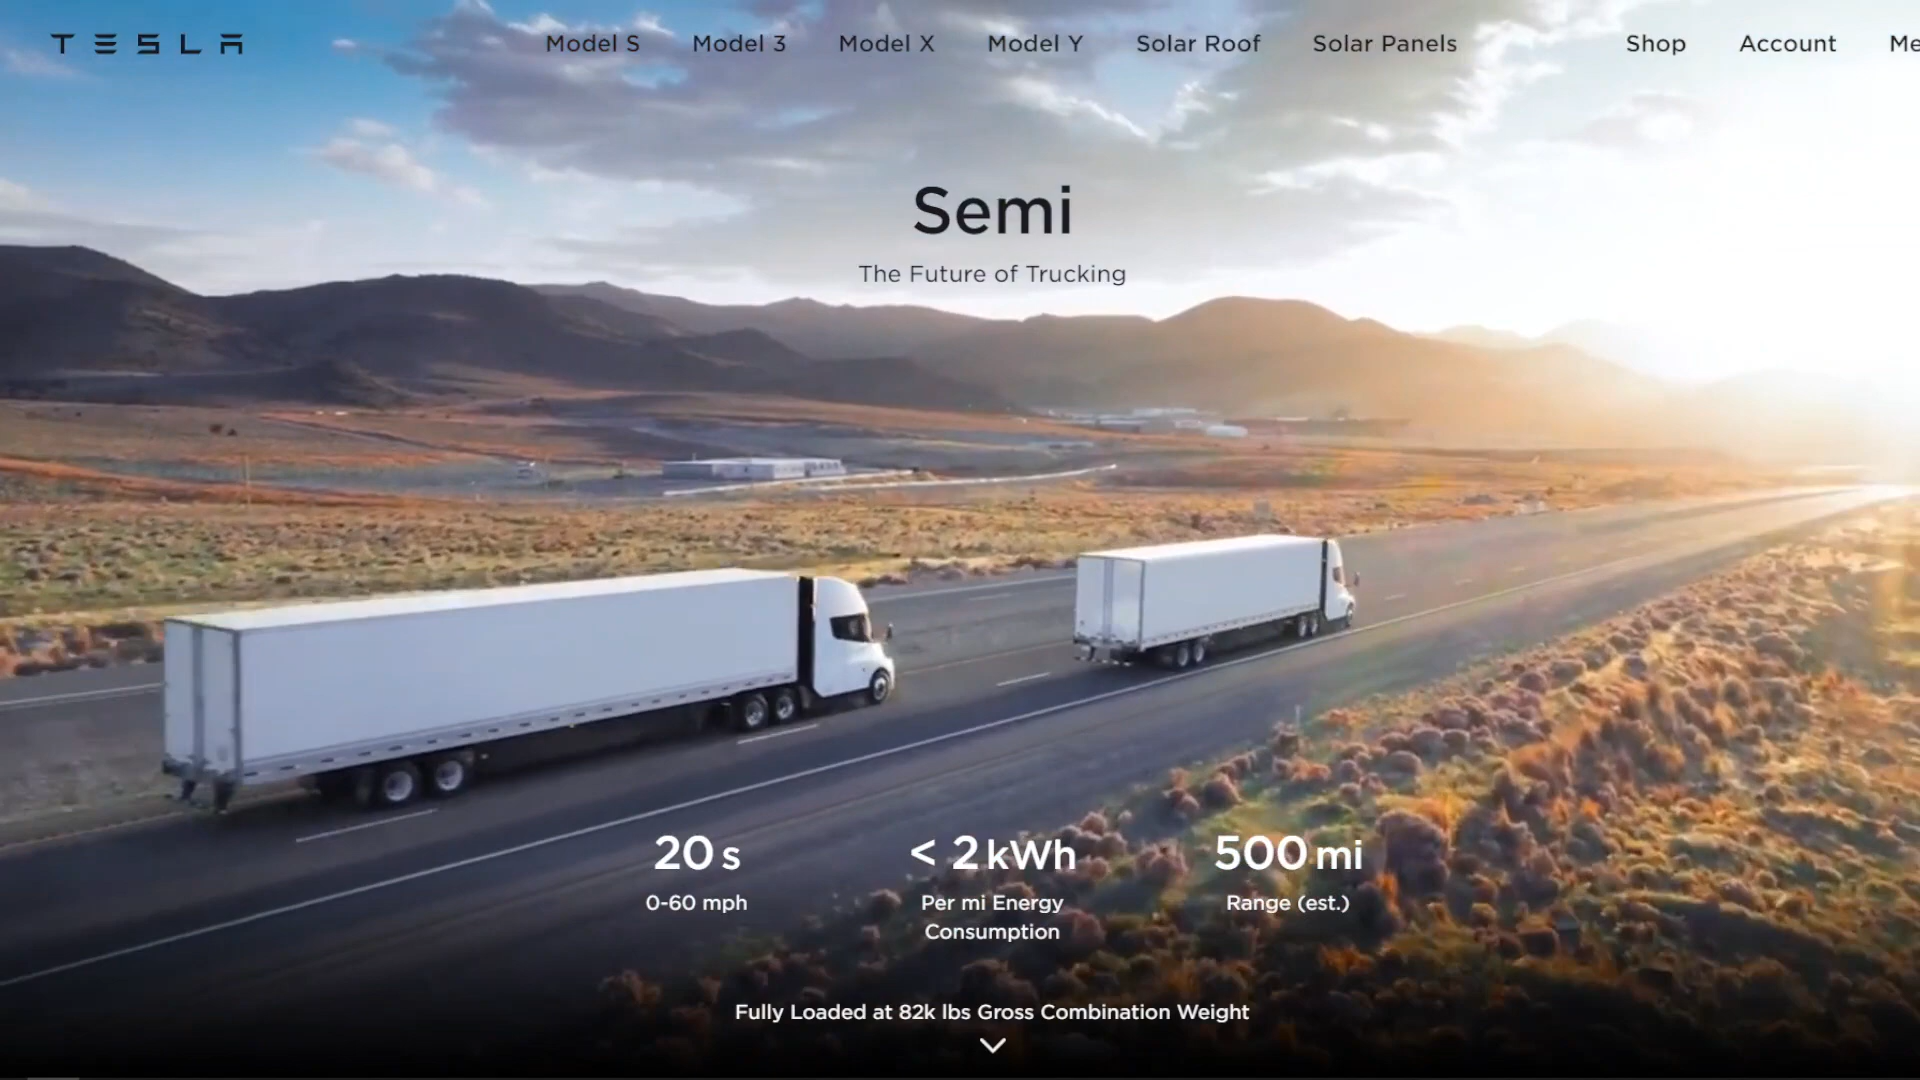 TESLA
Model S Model 3 Model X Model Y Solar Roof Solar Panels Shop Account Me
Semi
The Future of Trucking
20 s < 2 kWh 500 mi
0-60 mph Per mi Energy Range (est.)
Consumption
Fully Loaded at 82k lbs Gross Combination Weight